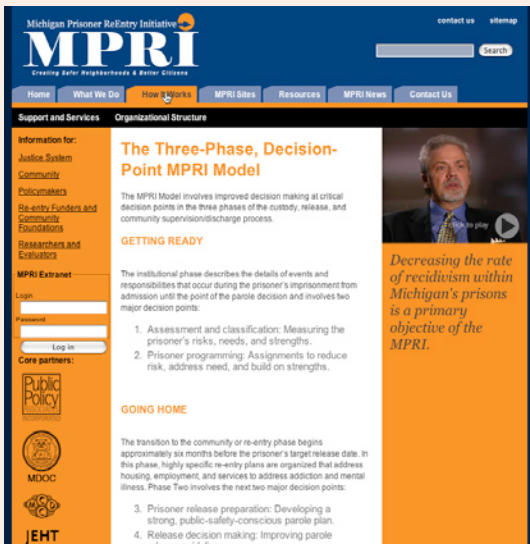 Michigan Prisoner ReEntry Initiative
MPRI
Creating Safer Neighborhoods & Better Citizens
contact us sitemap
Search
Home What We Do How It Works MPRI Sites Resources MPRI News Contact Us
Support and Services Organizational Structure
Information for:
Justice System
Community
Policymakers
Re-entry Funders and
Community
Foundations
Researchers and
Evaluators
MPRI Extranet
Login
Password
Log in
Core partners:
Public
Policy
ASSOCIATES
INCORPORATED
MDOC
JEHT
The Three-Phase, Decision-
Point MPRI Model
The MPRI Model involves improved decision making at critical
decision points in the three phases of the custody, release, and
community supervision/discharge process.
GETTING READY
The institutional phase describes the details of events and
responsibilities that occur during the prisoner's imprisonment from
admission until the point of the parole decision and involves two
major decision points:
1. Assessment and classification: Measuring the
prisoner's risks, needs, and strengths.
2. Prisoner programming: Assignments to reduce
risk, address need, and build on strengths.
GOING HOME
The transition to the community or re-entry phase begins
approximately six months before the prisoner's target release date. In
this phase, highly specific re-entry plans are organized that address
housing, employment, and services to address addiction and mental
illness. Phase Two involves the next two major decision points:
3. Prisoner release preparation: Developing a
strong, public-safety-conscious parole plan.
4. Release decision making: Improving parole
click to play
Decreasing the rate
of recidivism within
Michigan's prisons
is a primary
objective of the
MPRI.